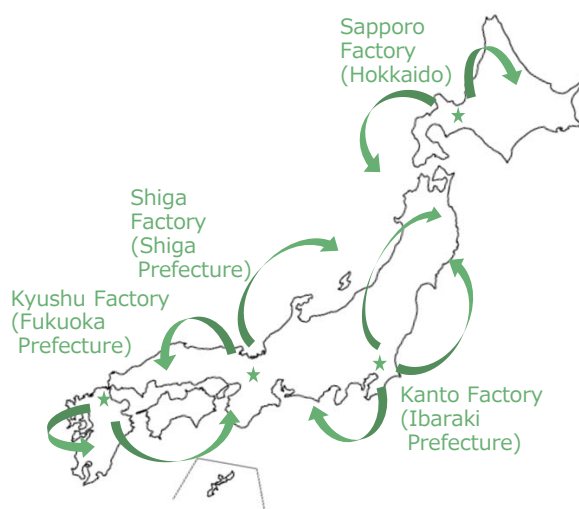 Sapporo
Factory
(Hokkaido)
Shiga
Factory
(Shiga
Prefecture)
Kyushu Factory
(Fukuoka
Prefecture)
Kanto Factory
(Ibaraki
Prefecture)